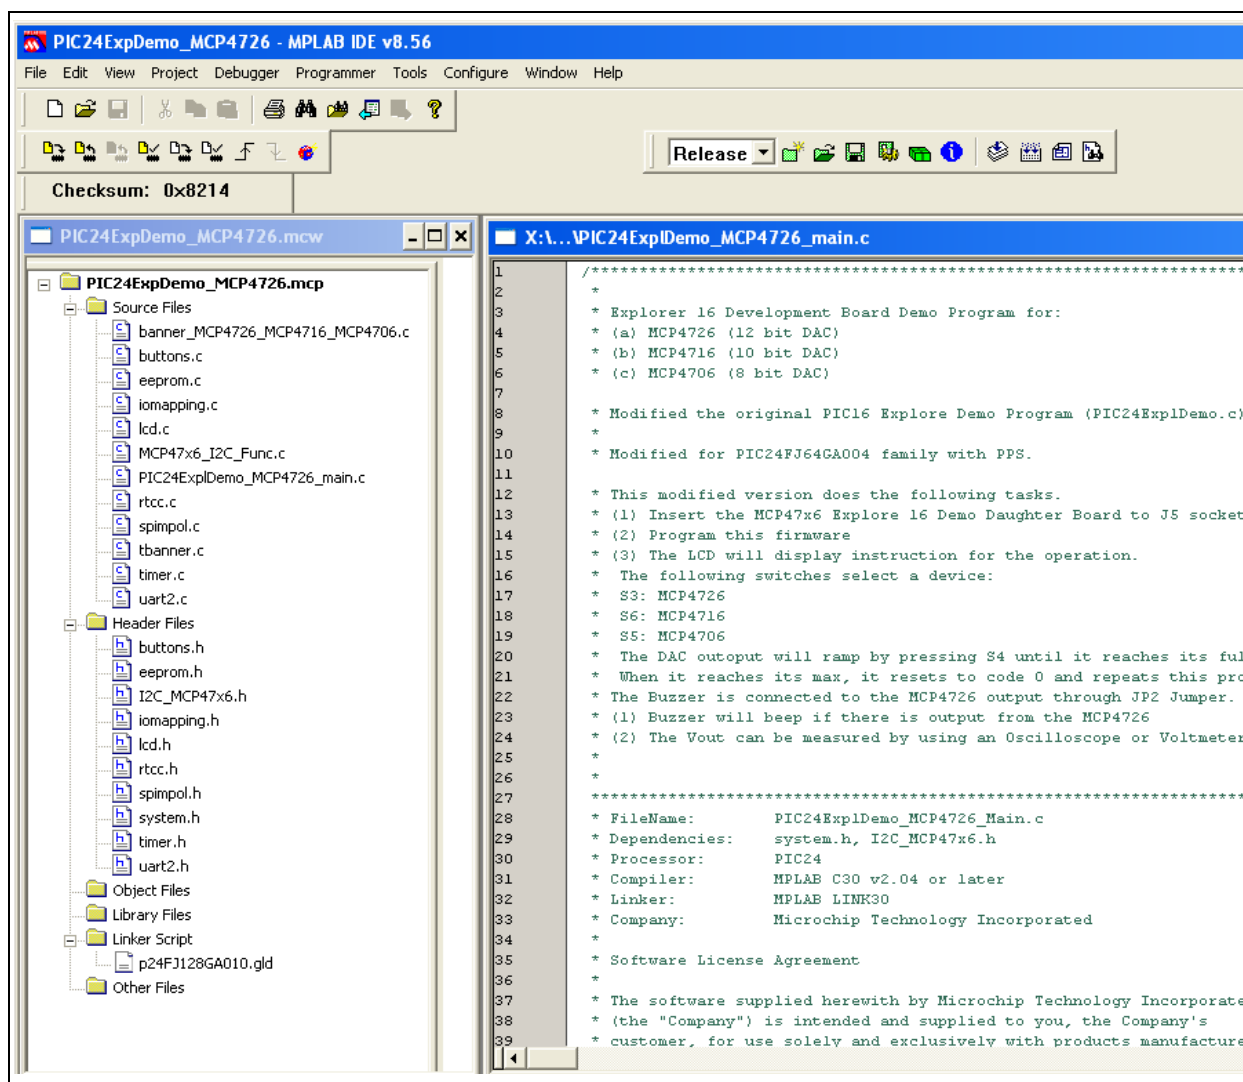 PIC24ExpDemo_MCP4726 - MPLAB IDE v8.56
File Edit View Project Debugger Programmer Tools Configure Window Help
Release
Checksum: 0x8214
PIC24ExpDemo_MCP4726.mcw
PIC24ExpDemo_MCP4726.mcp
Source Files
banner_MCP4726_MCP4716_MCP4706.c
buttons.c
eeprom.c
iomapping.c
lcd.c
MCP47x6_I2C_Func.c
PIC24ExplDemo_MCP4726_main.c
rtcc.c
spimpol.c
tbanner.c
timer.c
uart2.c
Header Files
buttons.h
eeprom.h
I2C_MCP47x6.h
iomapping.h
lcd.h
rtcc.h
spimpol.h
system.h
timer.h
uart2.h
Object Files
Library Files
Linker Script
p24FJ128GA010.gld
Other Files
X:\...\PIC24ExplDemo_MCP4726_main.c
1 /*******************************************************************
2 *
3 * Explorer 16 Development Board Demo Program for:
4 * (a) MCP4726 (12 bit DAC)
5 * (b) MCP4716 (10 bit DAC)
6 * (c) MCP4706 (8 bit DAC)
7
8 * Modified the original PIC16 Explore Demo Program (PIC24ExplDemo.c)
9 *
10 * Modified for PIC24FJ64GA004 family with PPS.
11
12 * This modified version does the following tasks.
13 * (1) Insert the MCP47x6 Explore 16 Demo Daughter Board to J5 socket
14 * (2) Program this firmware
15 * (3) The LCD will display instruction for the operation.
16 * The following switches select a device:
17 * S3: MCP4726
18 * S6: MCP4716
19 * S5: MCP4706
20 * The DAC outoput will ramp by pressing S4 until it reaches its ful
21 * When it reaches its max, it resets to code 0 and repeats this pro
22 * The Buzzer is connected to the MCP4726 output through JP2 Jumper.
23 * (1) Buzzer will beep if there is output from the MCP4726
24 * (2) The Vout can be measured by using an Oscilloscope or Voltmeter
25 *
26 *
27 *******************************************************************
28 * FileName: PIC24ExplDemo_MCP4726_Main.c
29 * Dependencies: system.h, I2C_MCP47x6.h
30 * Processor: PIC24
31 * Compiler: MPLAB C30 v2.04 or later
32 * Linker: MPLAB LINK30
33 * Company: Microchip Technology Incorporated
34 *
35 * Software License Agreement
36 *
37 * The software supplied herewith by Microchip Technology Incorporate
38 * (the "Company") is intended and supplied to you, the Company's
39 * customer, for use solely and exclusively with products manufacture